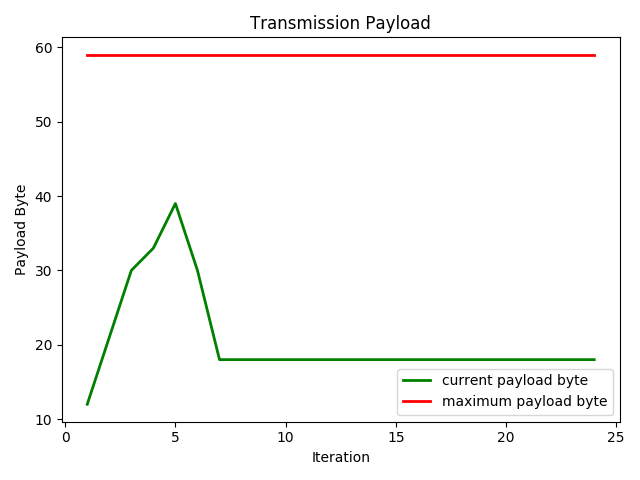 Transmission Payload
60
50
40
30
20
10
Payload Byte
0
5
10
15
20
25
Iteration
current payload byte
maximum payload byte